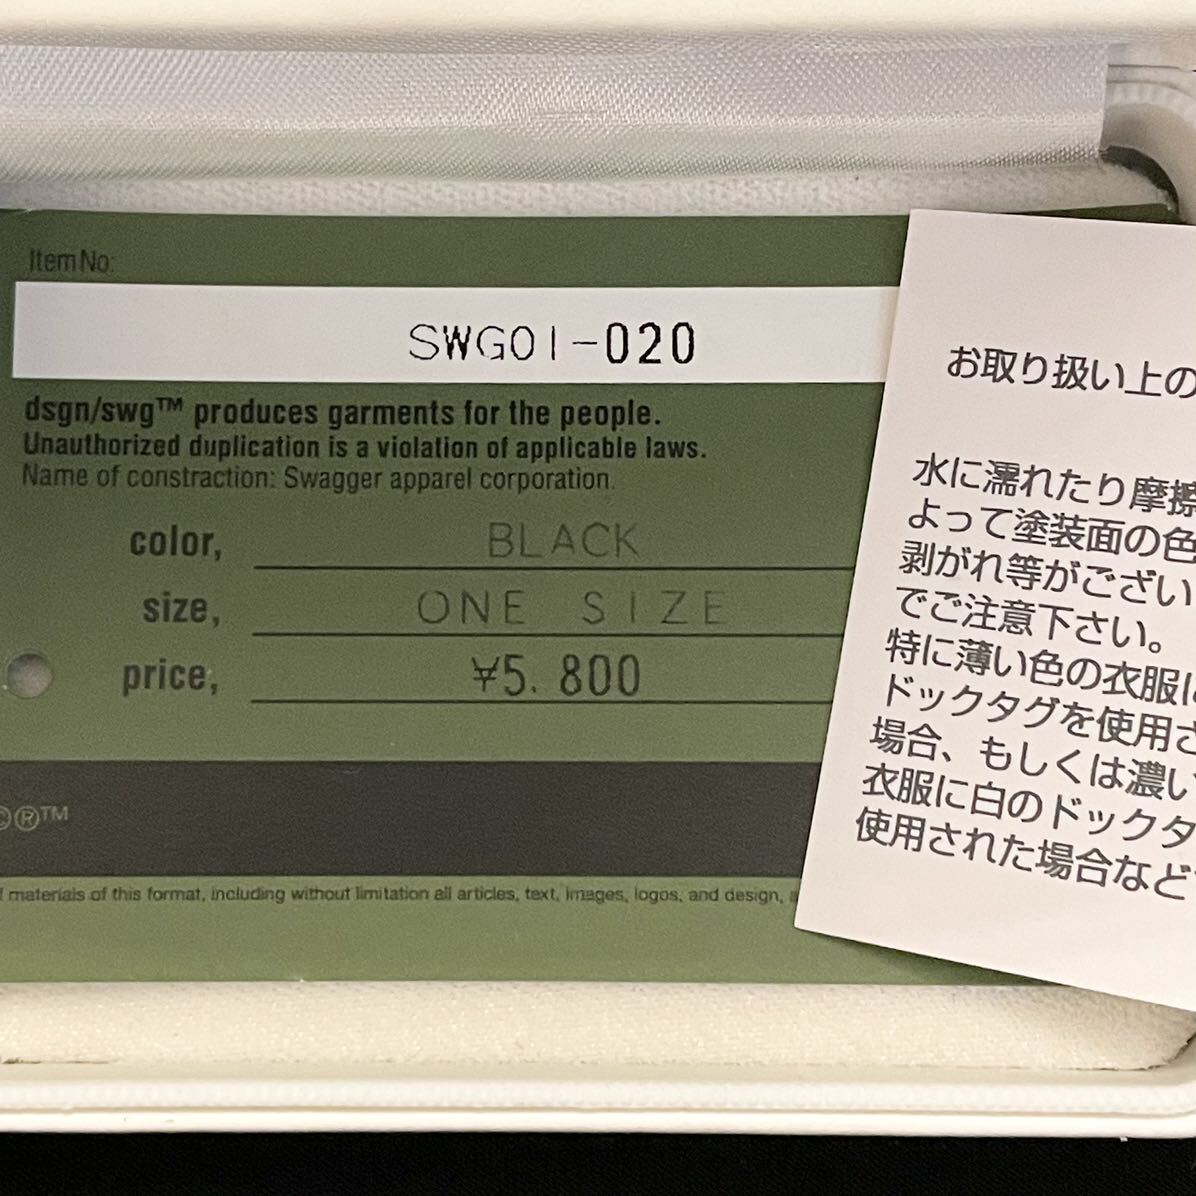 Item No.
SWG01-020
dsgn/swg™ produces garments for the people.
Unauthorized duplication is a violation of applicable laws.
Name of constraction: Swagger apparel corporation.
color, BLACK
size, ONE SIZE
price, ¥5.800
©®™
materials of this format, including without limitation all articles, text, images, logos, and design,
お取り扱い上の
水に濡れたり摩擦
よって塗装面の色
剥がれ等がござい
でご注意下さい。
特に薄い色の衣服に
ドックタグを使用さ
場合、もしくは濃い
衣服に白のドックタ
使用された場合など